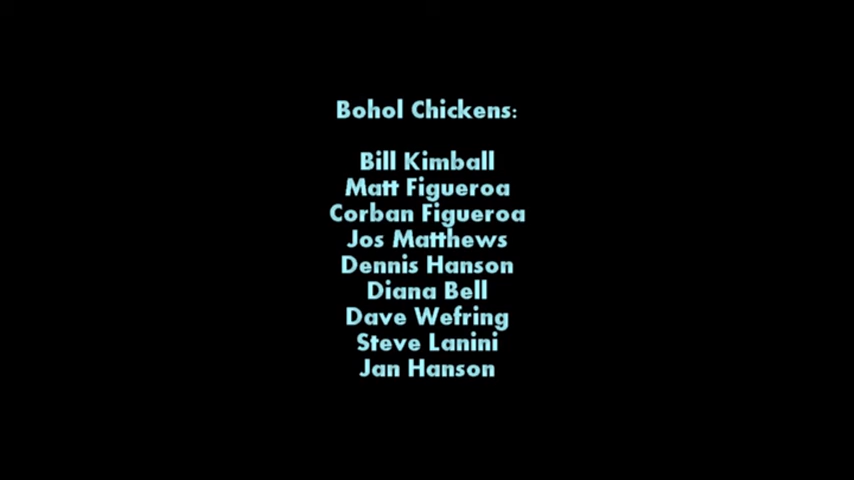 Bohol Chickens:
Bill Kimball
Matt Figueroa
Corban Figueroa
Jos Matthews
Dennis Hanson
Diana Bell
Dave Wefring
Steve Lanini
Jan Hanson